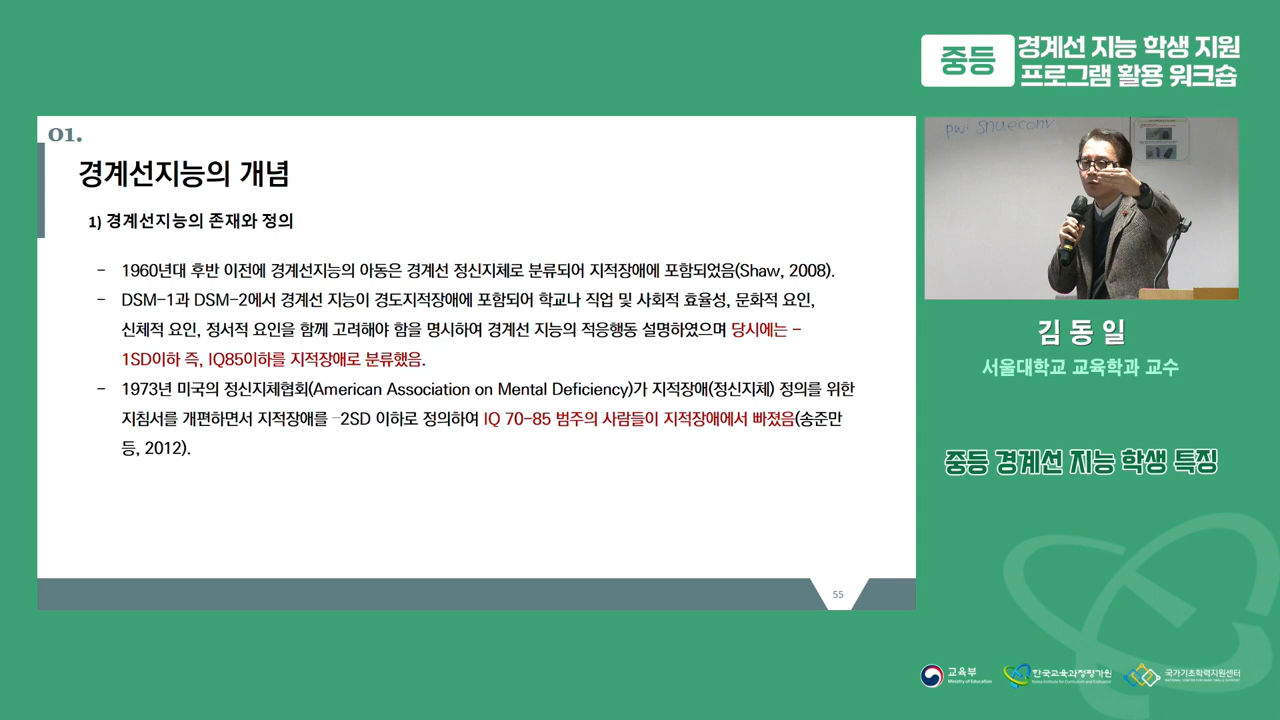 중등
경계선 지능 학생 지원
프로그램 활용 워크숍
01.
경계선지능의 개념
1) 경계선지능의 존재와 정의
- 1960년대 후반 이전에 경계선지능의 아동은 경계선 정신지체로 분류되어 지적장애에 포함되었음(Shaw, 2008).
- DSM-1과 DSM-2에서 경계선 지능이 경도지적장애에 포함되어 학교나 직업 및 사회적 효율성, 문화적 요인,
신체적 요인, 정서적 요인을 함께 고려해야 함을 명시하여 경계선 지능의 적응행동 설명하였으며 당시에는 -
1SD이하 즉, IQ85이하를 지적장애로 분류했음.
- 1973년 미국의 정신지체협회(American Association on Mental Deficiency)가 지적장애(정신지체) 정의를 위한
지침서를 개편하면서 지적장애를 -2SD 이하로 정의하여 IQ 70-85 범주의 사람들이 지적장애에서 빠졌음(송준만
등, 2012).
55
pw: snueconv
김동일
서울대학교 교육학과 교수
중등 경계선 지능 학생 특징
교육부
Ministry of Education
한국교육과정평가원
Korea Institute for Curriculum and Evaluation
국가기초학력지원센터
NATIONAL CENTER FOR BASIC SKILLS SUPPORT